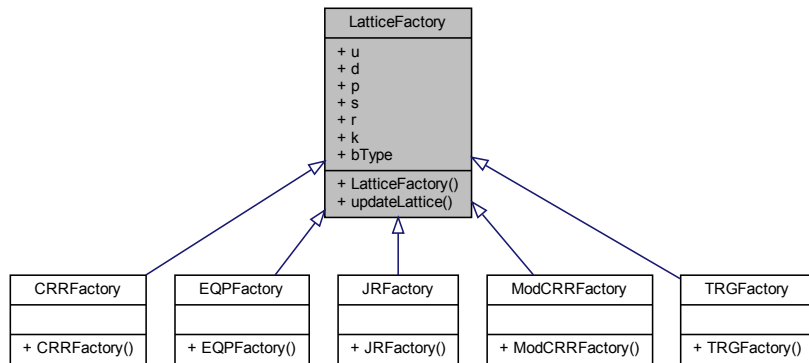 LatticeFactory
+ u
+ d
+ p
+ s
+ r
+ k
+ bType
+ LatticeFactory()
+ updateLattice()
CRRFactory
+ CRRFactory()
EQPFactory
+ EQPFactory()
JRFactory
+ JRFactory()
ModCRRFactory
+ ModCRRFactory()
TRGFactory
+ TRGFactory()